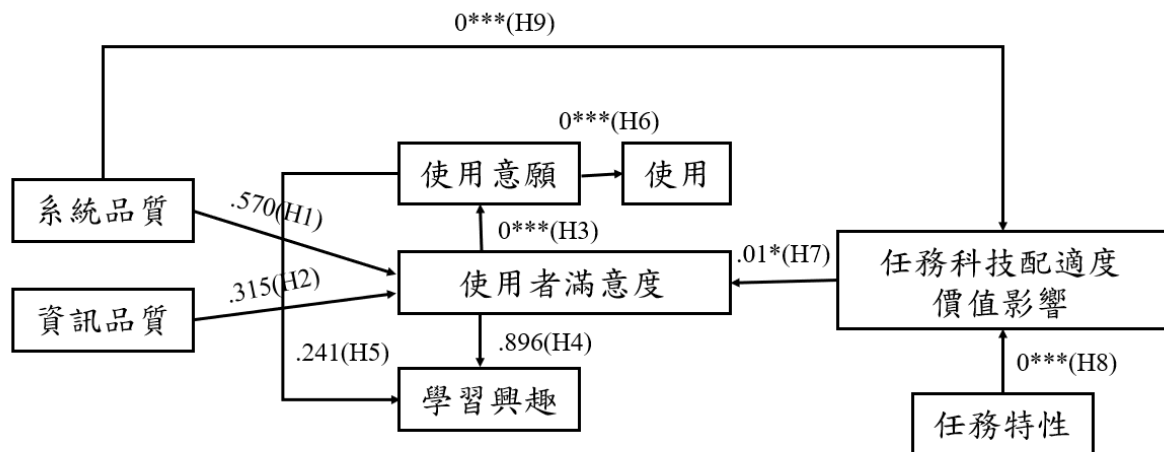 0***(H9)
0***(H6)
使用意願
使用
系統品質
.570(H1)
0***(H3)
.01*(H7)
任務科技配適度
價值影響
使用者滿意度
.315(H2)
資訊品質
.241(H5)
.896(H4)
0***(H8)
學習興趣
任務特性